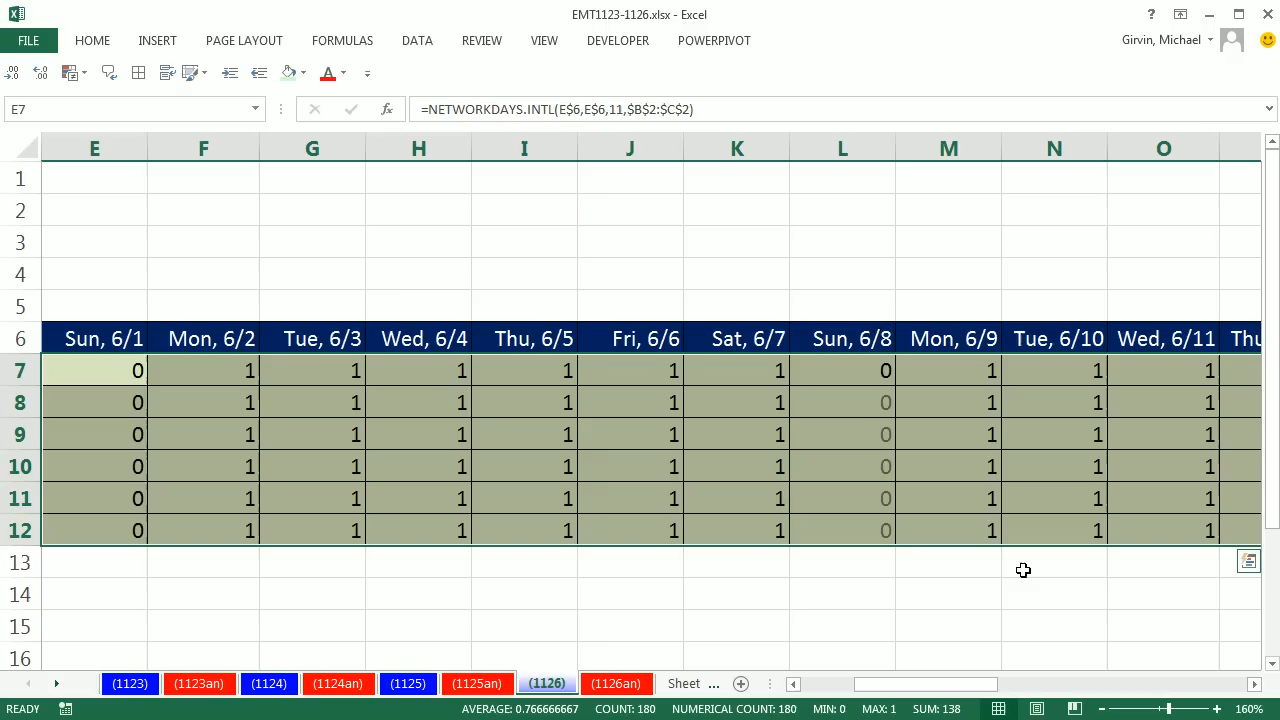 EMT1123-1126.xlsx - Excel
?
FILE HOME INSERT PAGE LAYOUT FORMULAS DATA REVIEW VIEW DEVELOPER POWERPIVOT Girvin, Michael
E7 fx =NETWORKDAYS.INTL(E$6,E$6,11,$B$2:$C$2)
E F G H I J K L M N O
1
2
3
4
5
6 Sun, 6/1 Mon, 6/2 Tue, 6/3 Wed, 6/4 Thu, 6/5 Fri, 6/6 Sat, 6/7 Sun, 6/8 Mon, 6/9 Tue, 6/10 Wed, 6/11 Thu
7 0 1 1 1 1 1 1 0 1 1 1
8 0 1 1 1 1 1 1 0 1 1 1
9 0 1 1 1 1 1 1 0 1 1 1
10 0 1 1 1 1 1 1 0 1 1 1
11 0 1 1 1 1 1 1 0 1 1 1
12 0 1 1 1 1 1 1 0 1 1 1
13
14
15
16
(1123) (1123an) (1124) (1124an) (1125) (1125an) (1126) (1126an) Sheet ...
READY AVERAGE: 0.766666667 COUNT: 180 NUMERICAL COUNT: 180 MIN: 0 MAX: 1 SUM: 138 160%